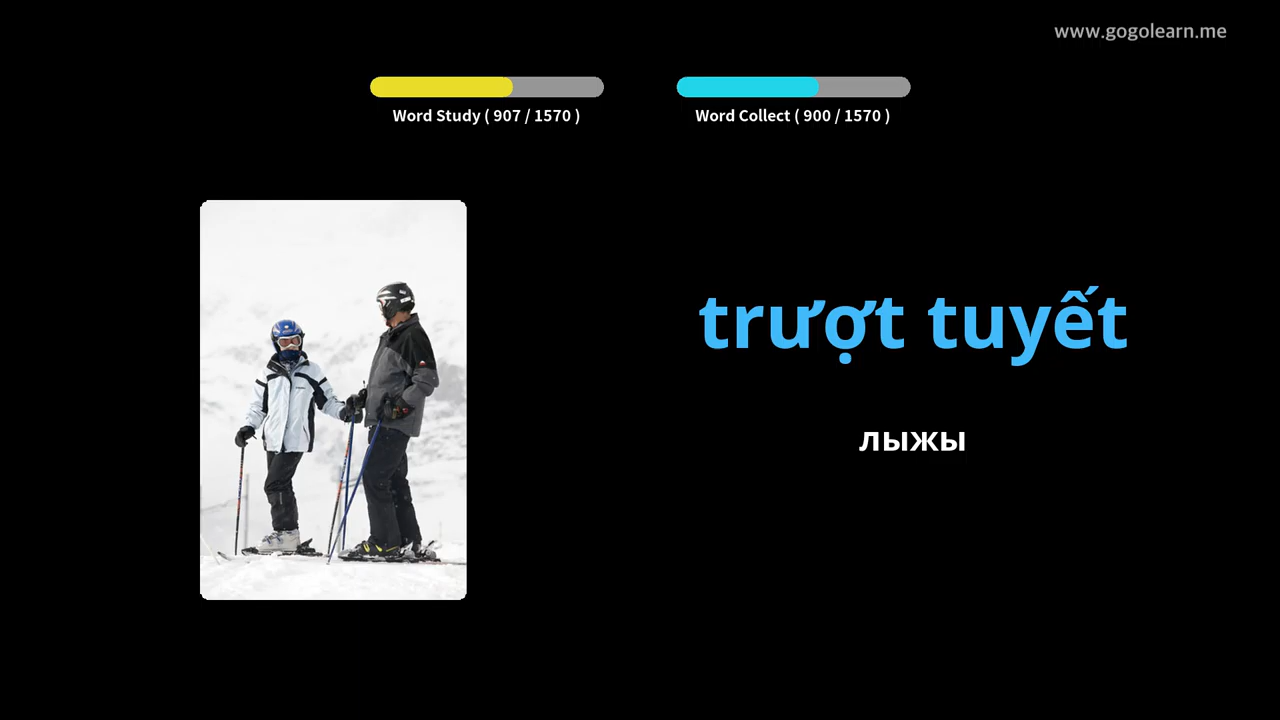 www.gogolearn.me
Word Study ( 907 / 1570 )
Word Collect ( 900 / 1570 )
trượt tuyết
лыжы